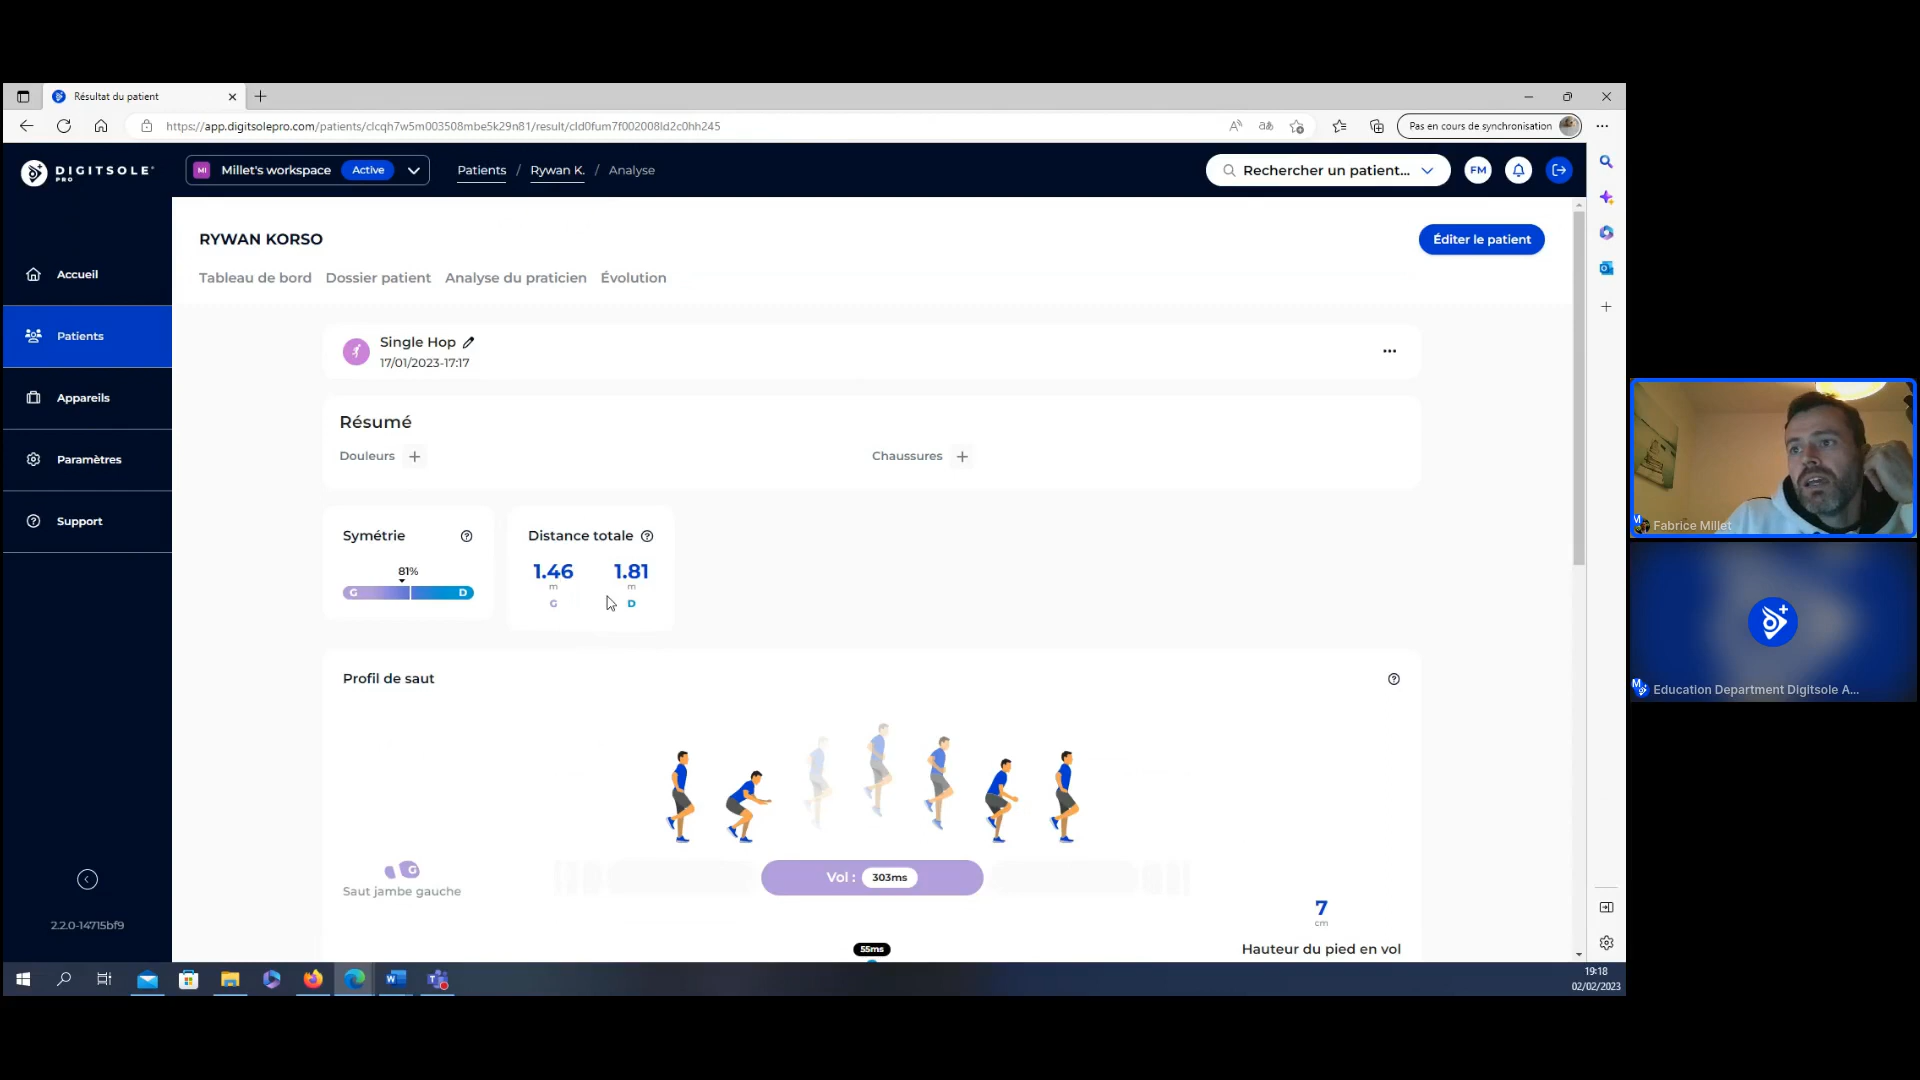 Résultat du patient
https://app.digitsolepro.com/patients/clcqh7w5m003508mbe5k29n81/result/cld0fum7f002008ld2c0hh245
Pas en cours de synchronisation
DIGITSOLE
PRO
MI
Millet's workspace
Active
Patients / Rywan K. / Analyse
Rechercher un patient...
FM
RYWAN KORSO
Éditer le patient
Tableau de bord
Dossier patient
Analyse du praticien
Évolution
Accueil
Patients
Appareils
Paramètres
Support
2.2.0-14715bf9
Single Hop
17/01/2023-17:17
Résumé
Douleurs
Chaussures
Symétrie
81%
G
D
Distance totale
1.46
m
G
1.81
m
D
Profil de saut
G
Saut jambe gauche
Vol : 303ms
7
cm
Hauteur du pied en vol
55ms
19:18
02/02/2023
Fabrice Millet
Education Department Digitsole A...